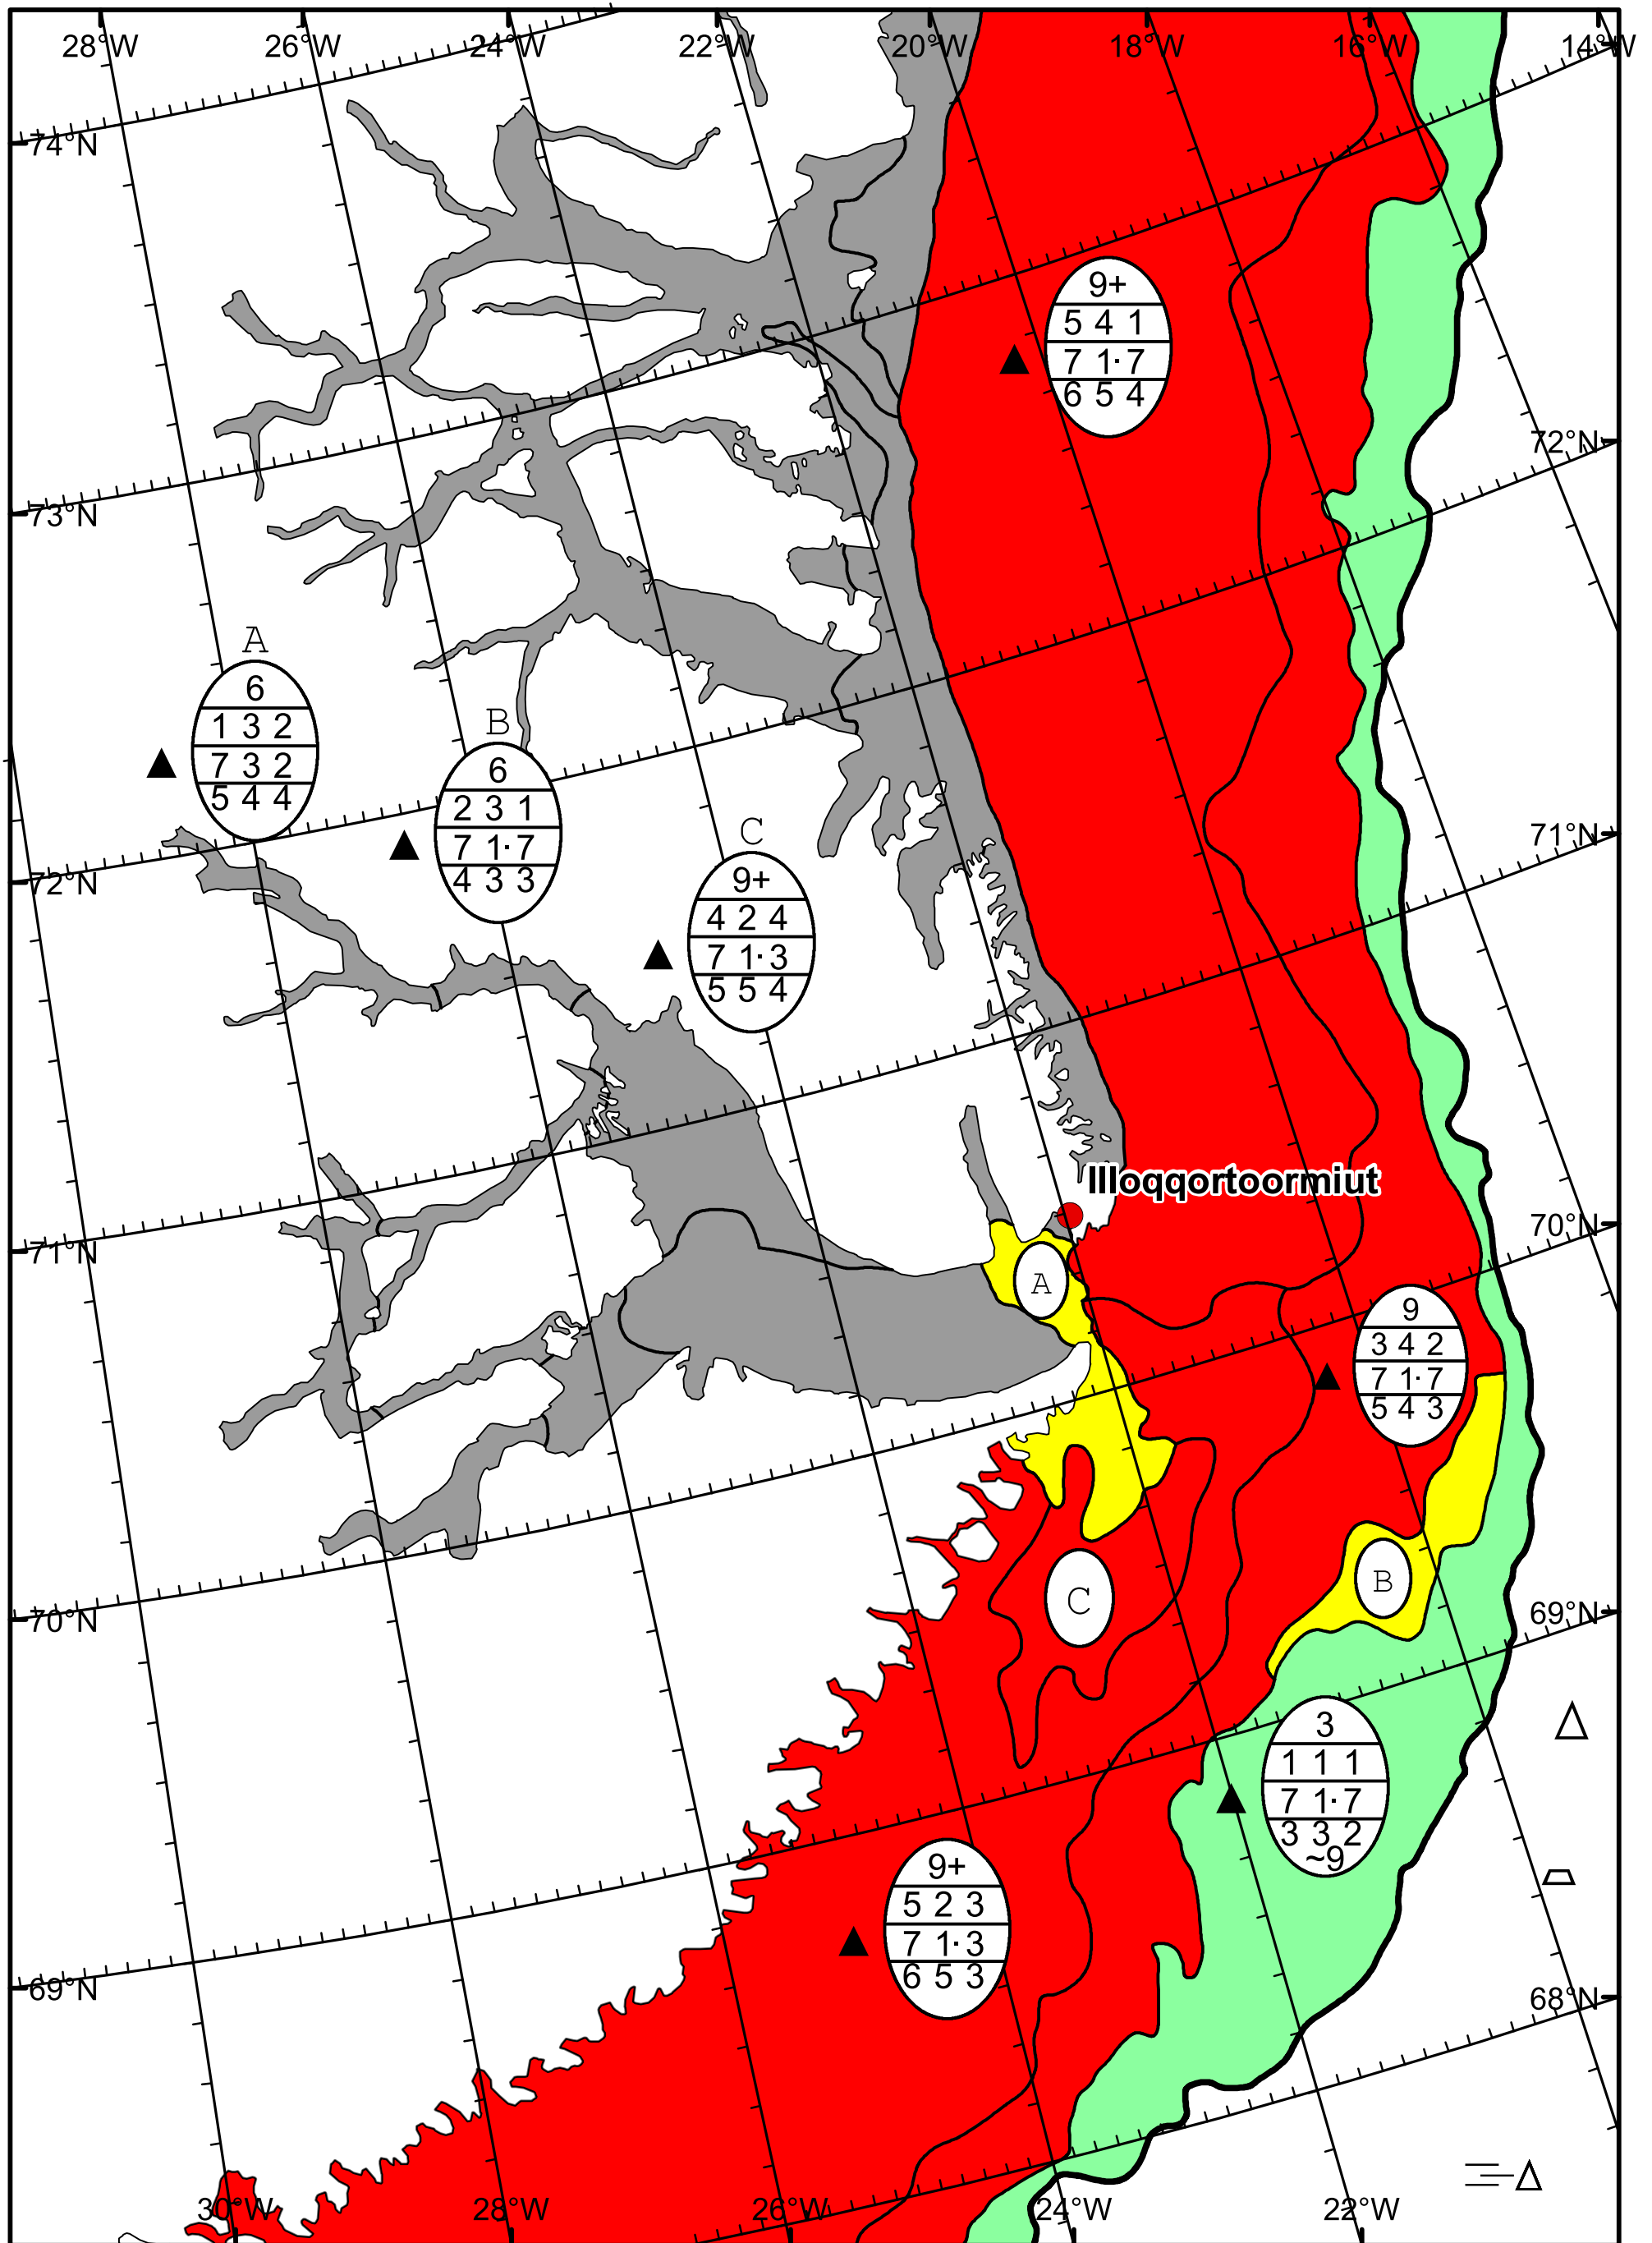 28°W 26°W 24°W 22°W 20°W 18°W 16°W 14°W
74°N
9+
5 4 1
7 1· 7
6 5 4
72°N
73°N
A
6
1 3 2
7 3 2
5 4 4
B
6
2 3 1
7 1· 7
4 3 3
C
9+
4 2 4
7 1· 3
5 5 4
71°N
72°N
Illoqqortoormiut
70°N
71°N
A
9
3 4 2
7 1· 7
5 4 3
B
C
69°N
70°N
3
1 1 1
7 1· 7
3 3 2
~9
9+
5 2 3
7 1· 3
6 5 3
69°N
68°N
30°W 28°W 26°W 24°W 22°W